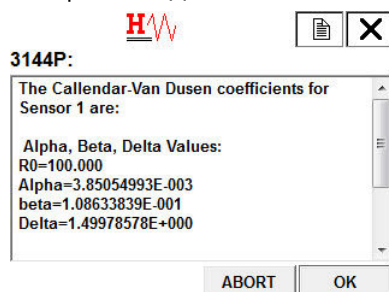 H
3144P:
The Callendar-Van Dusen coefficients for
Sensor 1 are:
Alpha, Beta, Delta Values:
R0=100.000
Alpha=3.85054993E-003
beta=1.08633839E-001
Delta=1.49978578E+000
ABORT OK